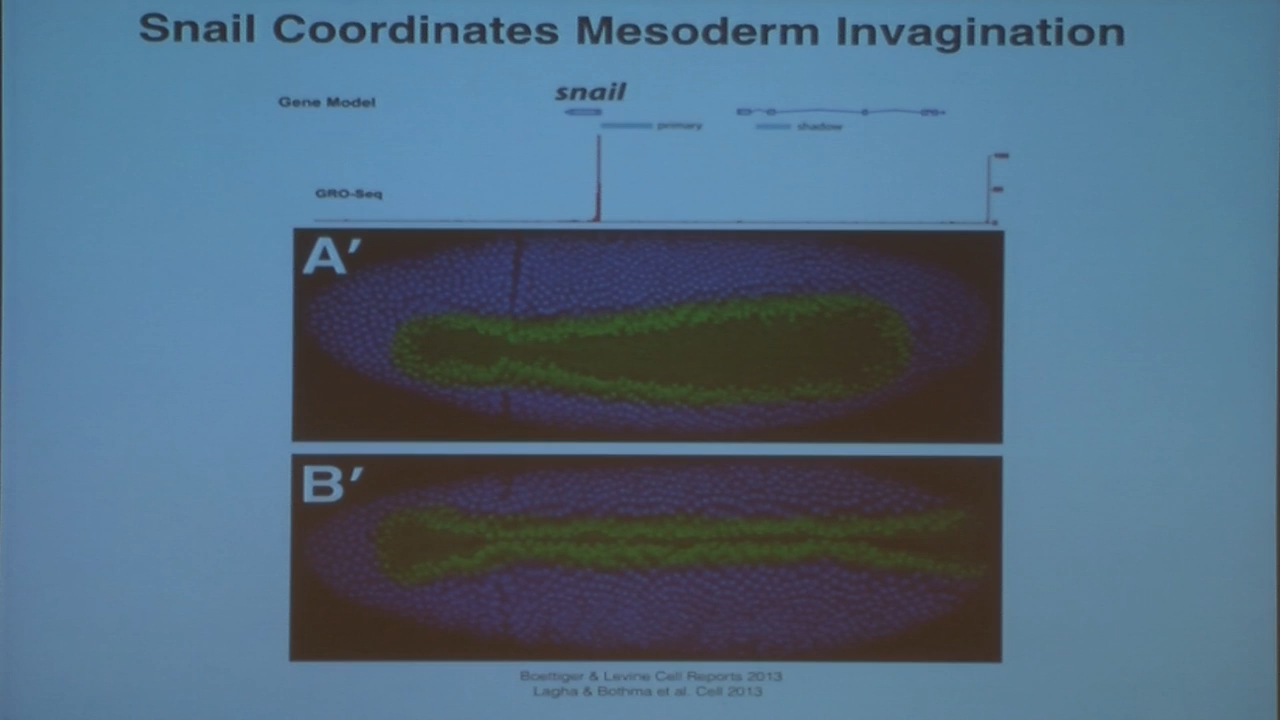 Snail Coordinates Mesoderm Invagination
snail
Gene Model
primary
shadow
GRO-Seq
A′
B′
Boettiger & Levine Cell Reports 2013
Lagha & Bothma et al. Cell 2013